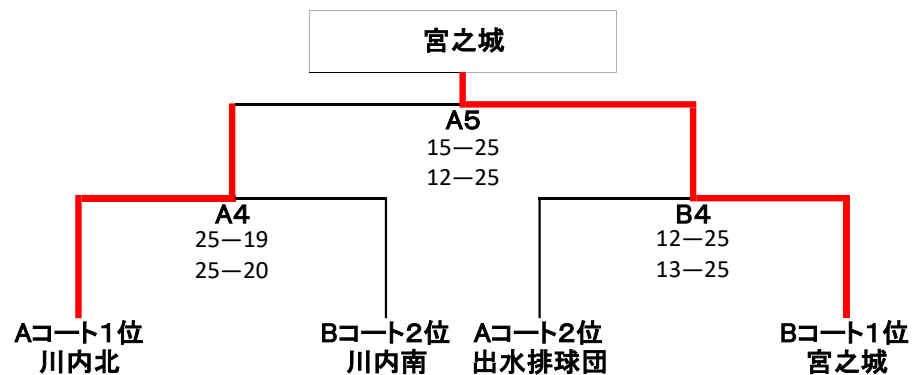 宮之城
A5
15―25
12―25
A4
25―19
25―20
B4
12―25
13―25
Aコート1位
川内北
Bコート2位
川内南
Aコート2位
出水排球団
Bコート1位
宮之城